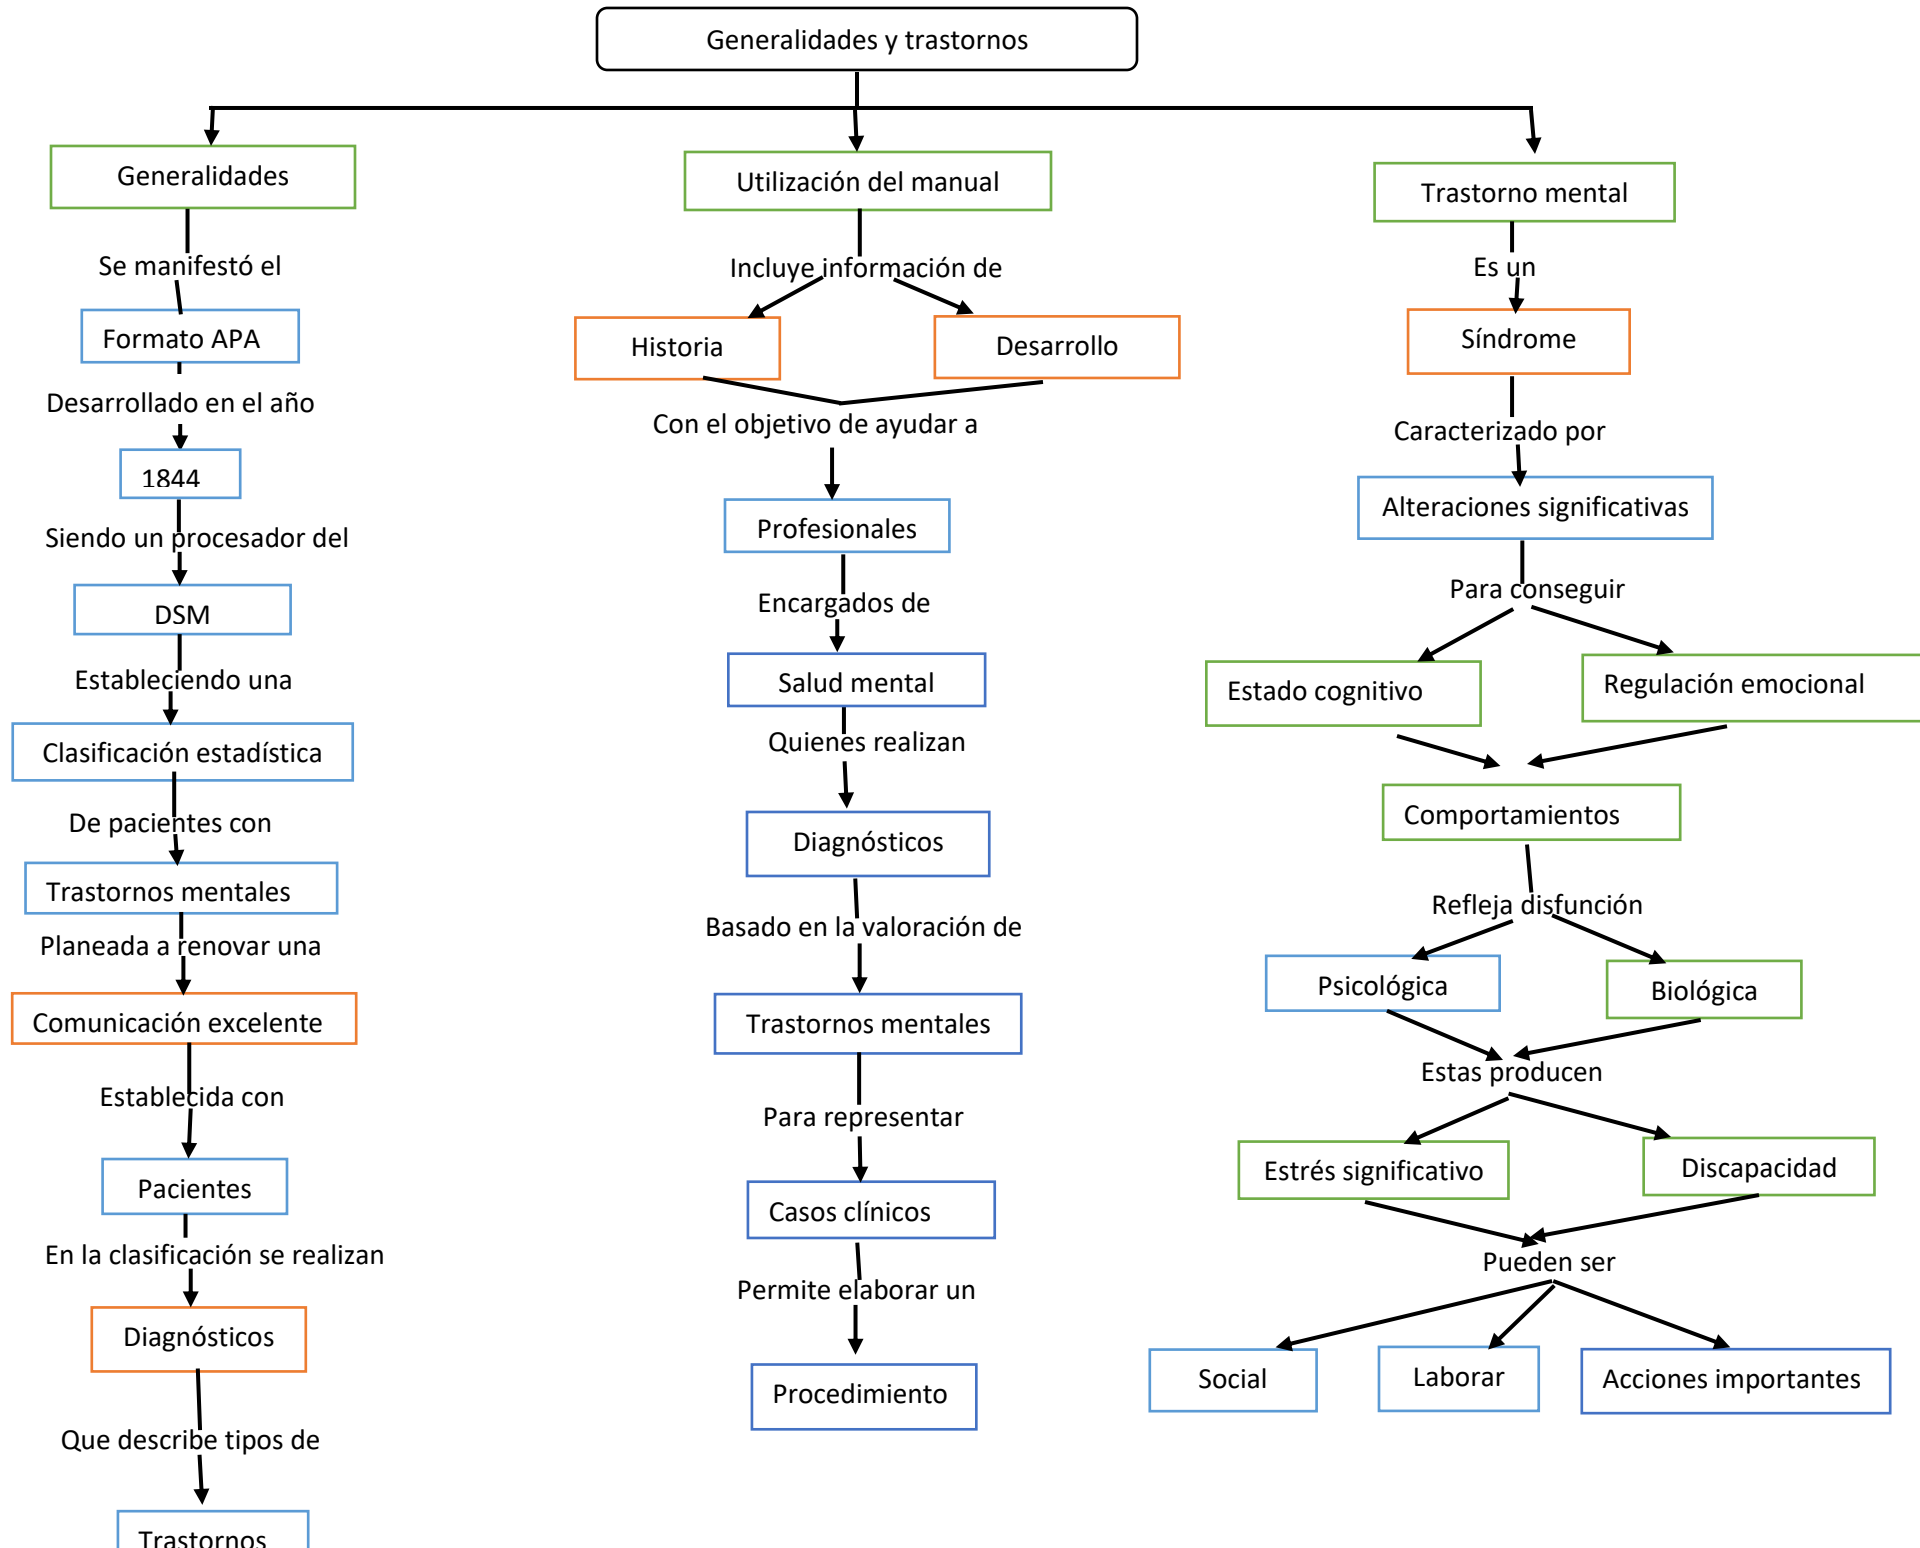 Generalidades y trastornos
Generalidades
Se manifestó el
Formato APA
Desarrollado en el año
1844
Siendo un procesador del
DSM
Estableciendo una
Clasificación estadística
De pacientes con
Trastornos mentales
Planeada a renovar una
Comunicación excelente
Establecida con
Pacientes
En la clasificación se realizan
Diagnósticos
Que describe tipos de
Trastornos
Utilización del manual
Incluye información de
Historia
Desarrollo
Con el objetivo de ayudar a
Profesionales
Encargados de
Salud mental
Quienes realizan
Diagnósticos
Basado en la valoración de
Trastornos mentales
Para representar
Casos clínicos
Permite elaborar un
Procedimiento
Trastorno mental
Es un
Síndrome
Caracterizado por
Alteraciones significativas
Para conseguir
Estado cognitivo
Regulación emocional
Comportamientos
Refleja disfunción
Psicológica
Biológica
Estas producen
Estrés significativo
Discapacidad
Pueden ser
Social
Laborar
Acciones importantes